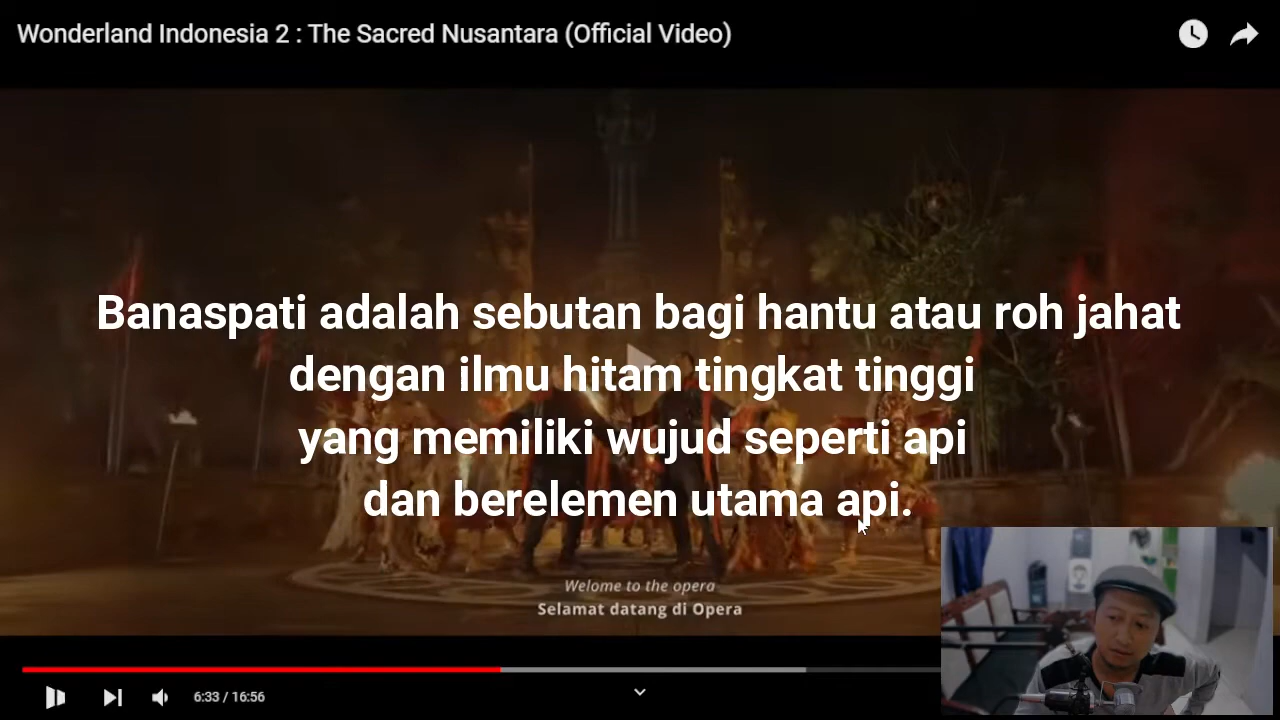 Wonderland Indonesia 2 : The Sacred Nusantara (Official Video)
Banaspati adalah sebutan bagi hantu atau roh jahat
dengan ilmu hitam tingkat tinggi
yang memiliki wujud seperti api
dan berelemen utama api.
Welome to the opera
Selamat datang di Opera
6:33 / 16:56